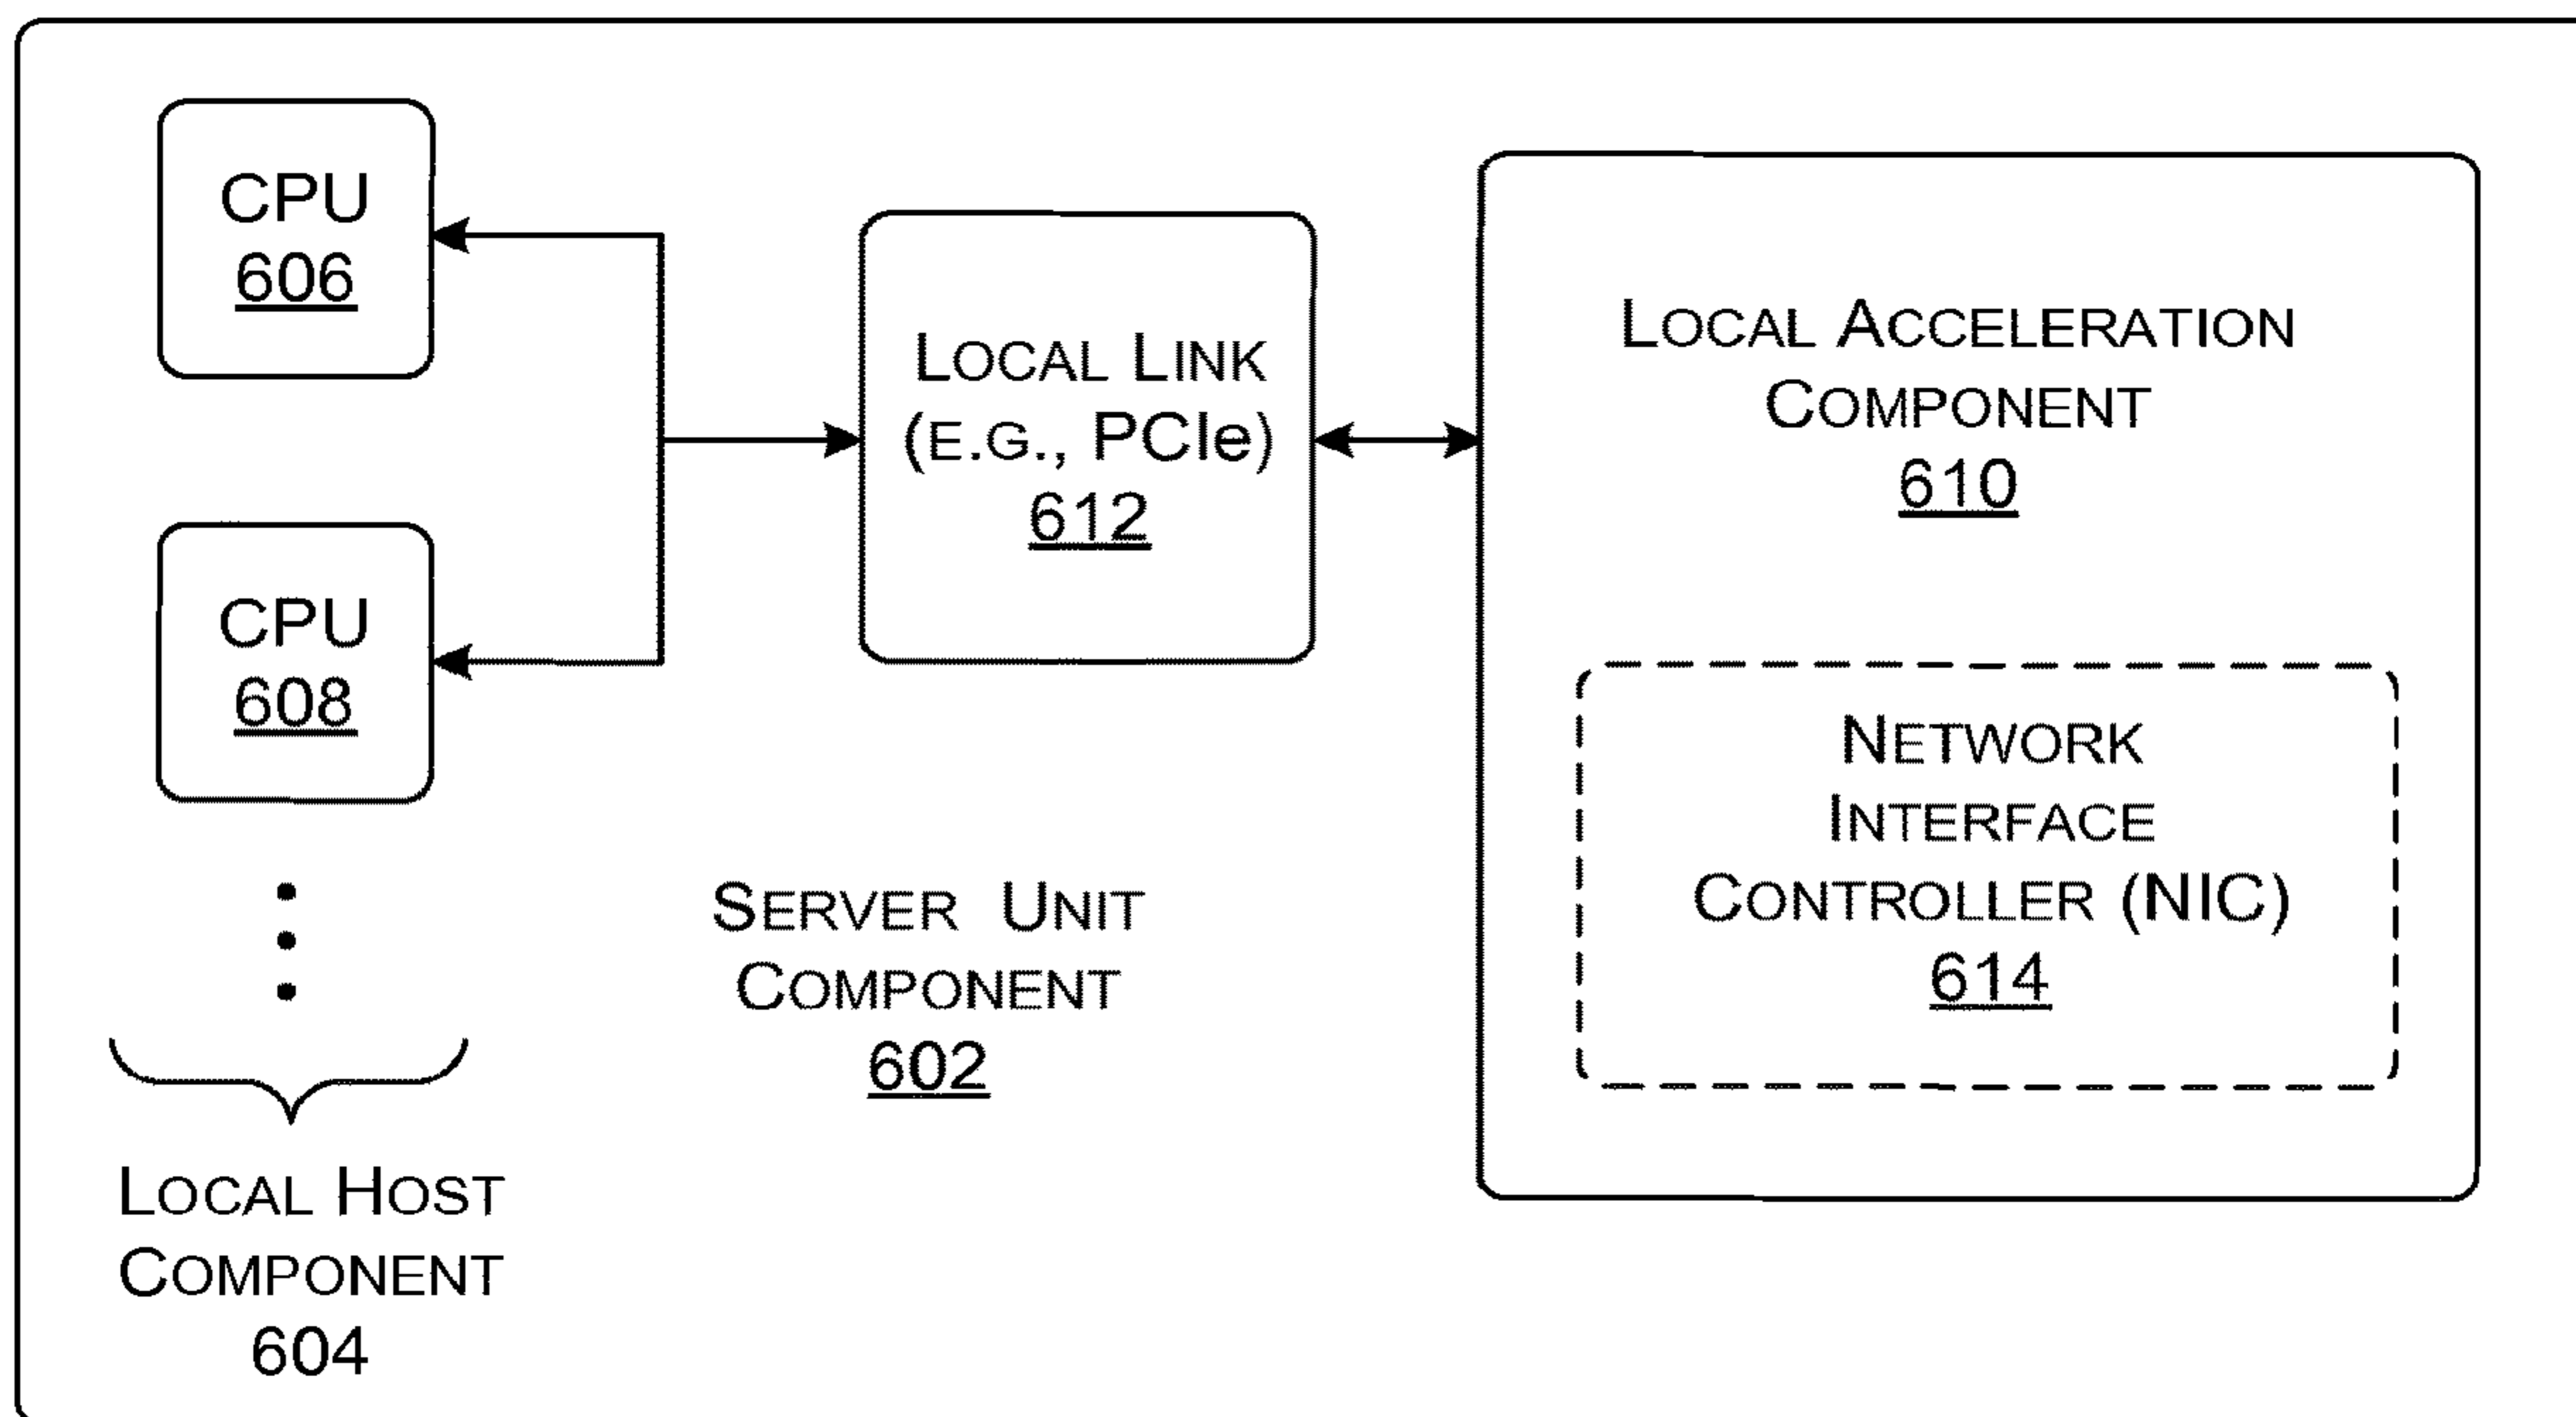 CPU
606
CPU
608
LOCAL HOST
COMPONENT
604
LOCAL LINK
(E.G., PCIe)
612
SERVER UNIT
COMPONENT
602
LOCAL ACCELERATION
COMPONENT
610
NETWORK
INTERFACE
CONTROLLER (NIC)
614